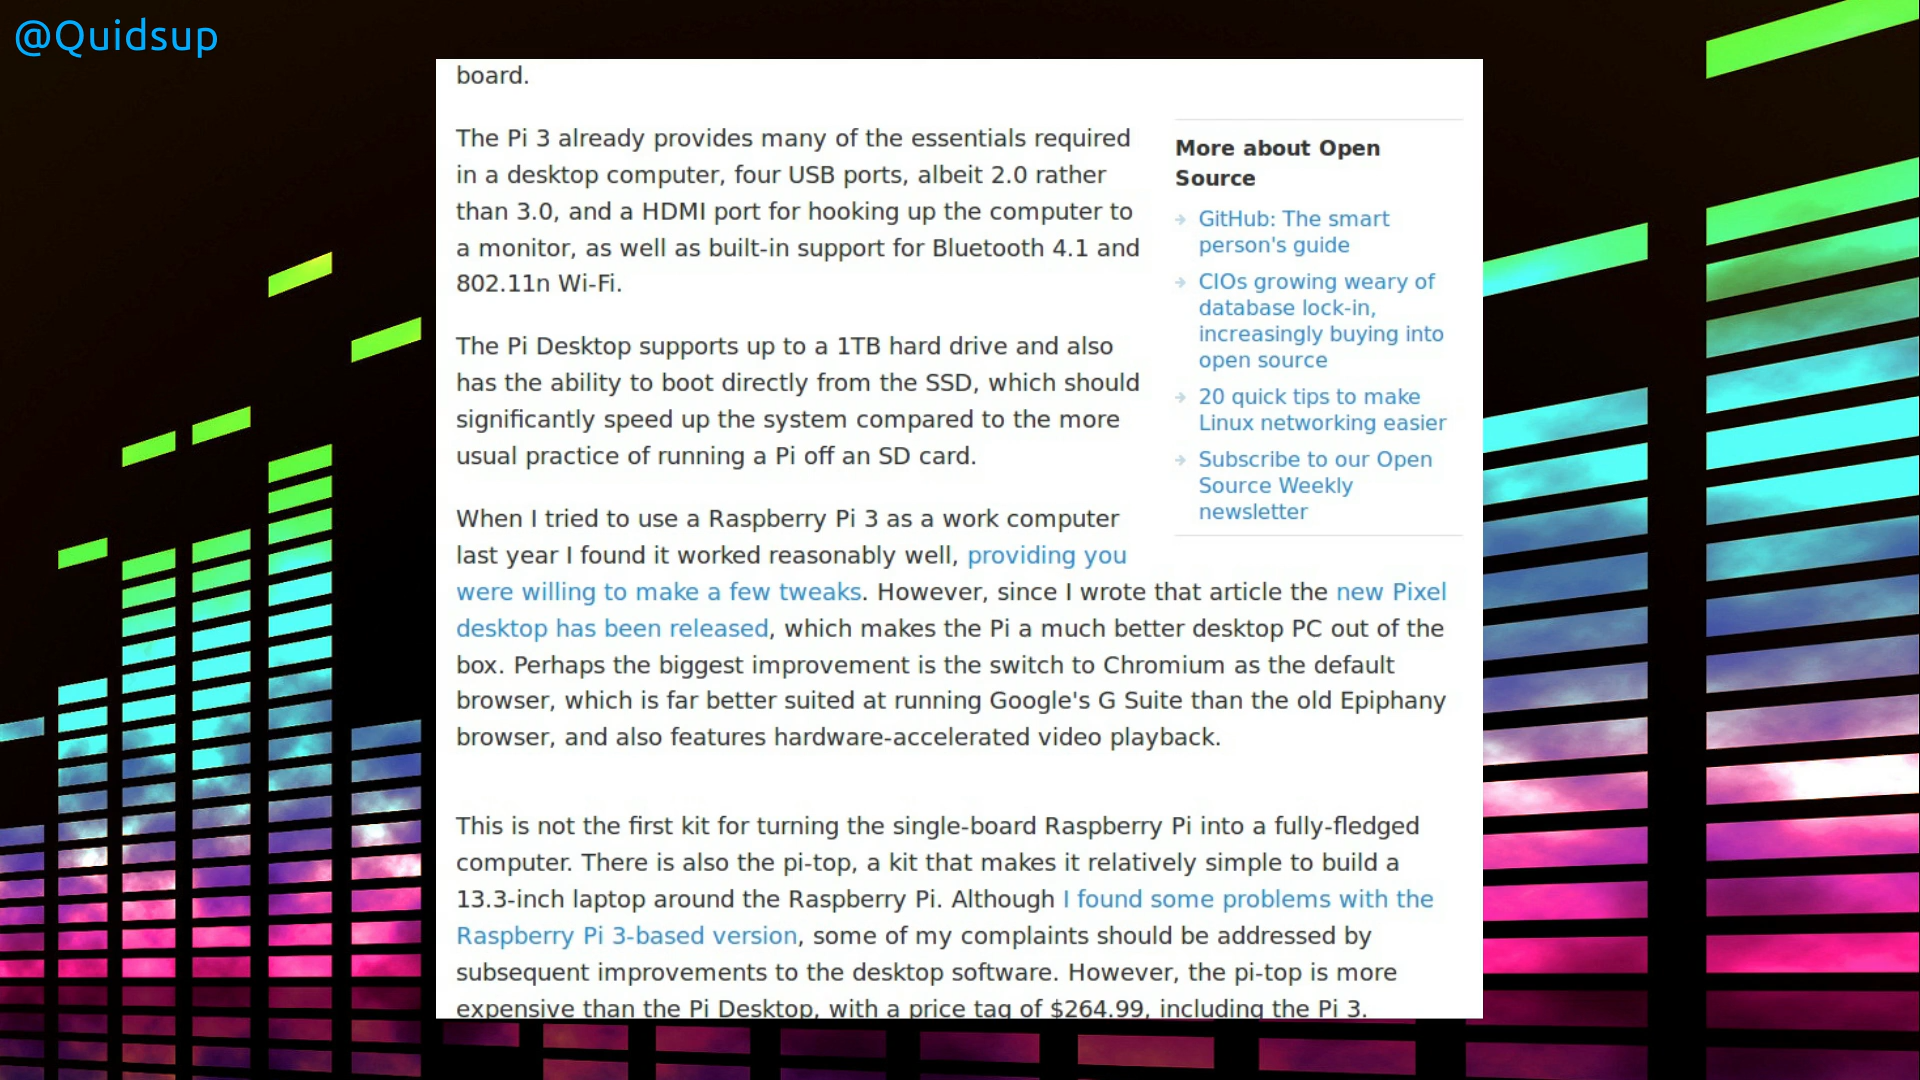 @Quidsup
board.
The Pi 3 already provides many of the essentials required
in a desktop computer, four USB ports, albeit 2.0 rather
than 3.0, and a HDMI port for hooking up the computer to
a monitor, as well as built-in support for Bluetooth 4.1 and
802.11n Wi-Fi.
The Pi Desktop supports up to a 1TB hard drive and also
has the ability to boot directly from the SSD, which should
significantly speed up the system compared to the more
usual practice of running a Pi off an SD card.
When I tried to use a Raspberry Pi 3 as a work computer
last year I found it worked reasonably well, providing you
were willing to make a few tweaks. However, since I wrote that article the new Pixel
desktop has been released, which makes the Pi a much better desktop PC out of the
box. Perhaps the biggest improvement is the switch to Chromium as the default
browser, which is far better suited at running Google's G Suite than the old Epiphany
browser, and also features hardware-accelerated video playback.
This is not the first kit for turning the single-board Raspberry Pi into a fully-fledged
computer. There is also the pi-top, a kit that makes it relatively simple to build a
13.3-inch laptop around the Raspberry Pi. Although I found some problems with the
Raspberry Pi 3-based version, some of my complaints should be addressed by
subsequent improvements to the desktop software. However, the pi-top is more
expensive than the Pi Desktop, with a price tag of $264.99, including the Pi 3.
More about Open
Source
GitHub: The smart
person's guide
CIOs growing weary of
database lock-in,
increasingly buying into
open source
20 quick tips to make
Linux networking easier
Subscribe to our Open
Source Weekly
newsletter